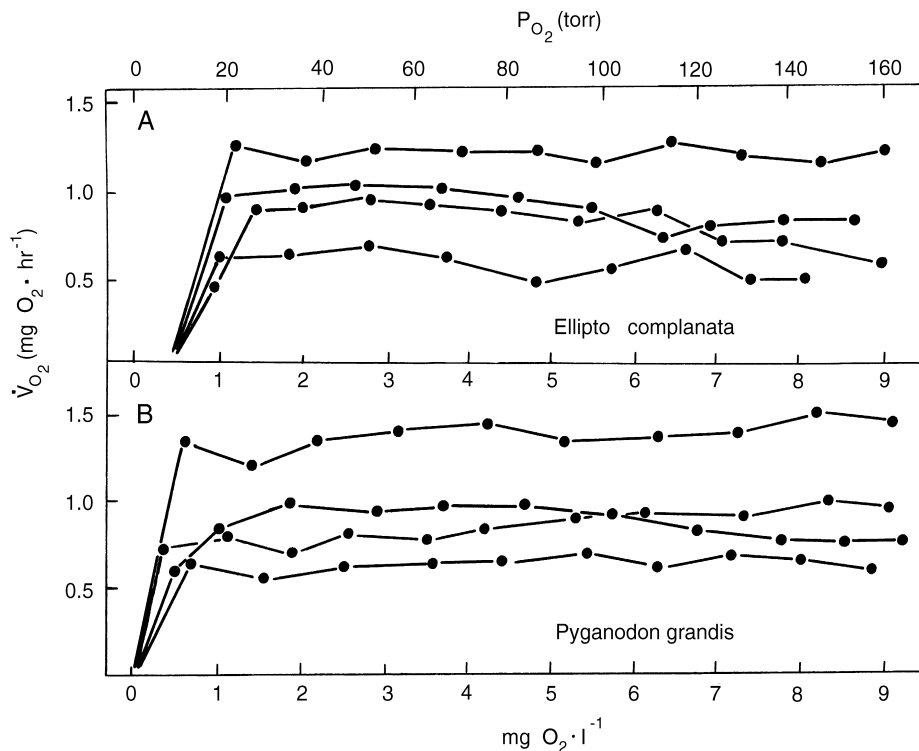 P O2 (torr)
0 20 40 60 80 100 120 140 160
1.5
A
1.0
0.5
Ellipto complanata
0 1 2 3 4 5 6 7 8 9
V̇O2 (mg O2 · hr-1)
B
1.5
1.0
0.5
Pyganodon grandis
0 1 2 3 4 5 6 7 8 9
mg O2 · l-1